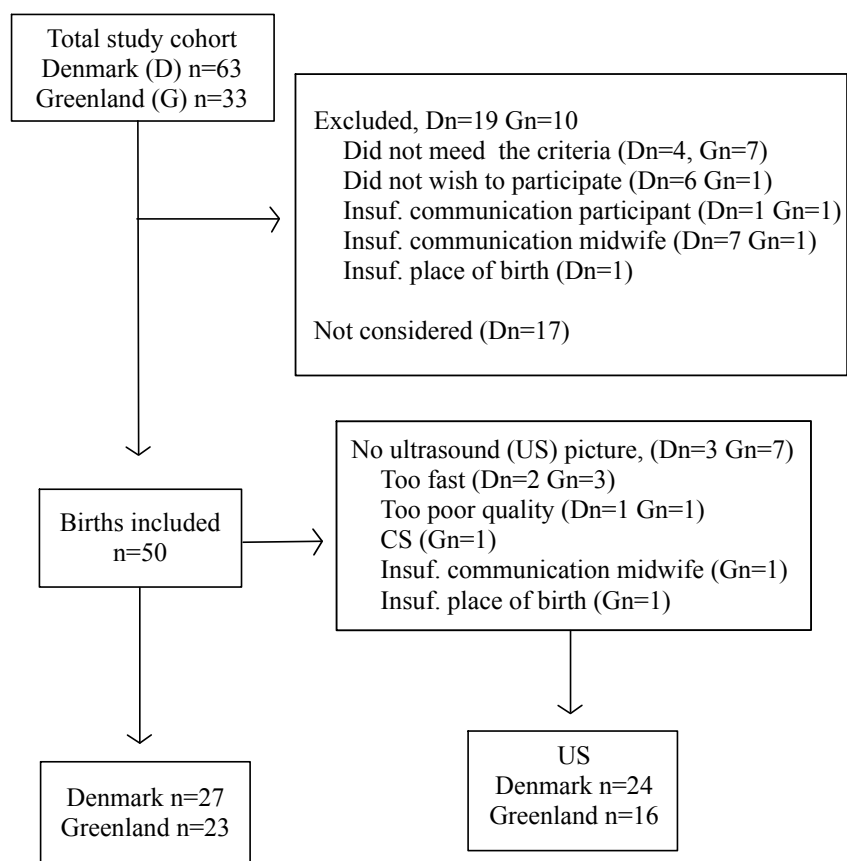 Total study cohort
Denmark (D) n=63
Greenland (G) n=33
Excluded, Dn=19 Gn=10
Did not meed the criteria (Dn=4, Gn=7)
Did not wish to participate (Dn=6 Gn=1)
Insuf. communication participant (Dn=1 Gn=1)
Insuf. communication midwife (Dn=7 Gn=1)
Insuf. place of birth (Dn=1)
Not considered (Dn=17)
No ultrasound (US) picture, (Dn=3 Gn=7)
Too fast (Dn=2 Gn=3)
Too poor quality (Dn=1 Gn=1)
CS (Gn=1)
Insuf. communication midwife (Gn=1)
Insuf. place of birth (Gn=1)
Births included
n=50
Denmark n=27
Greenland n=23
US
Denmark n=24
Greenland n=16